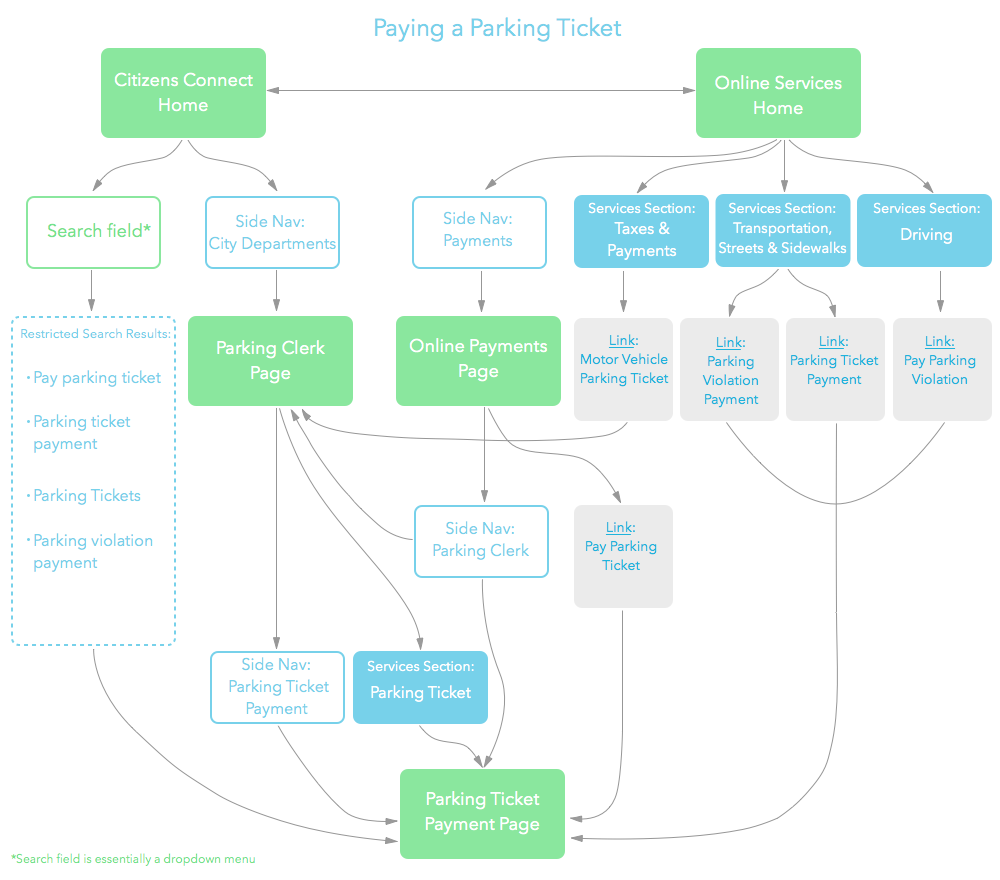 Paying a Parking Ticket
Citizens Connect
Home
Online Services
Home
Search field*
Side Nav:
City Departments
Side Nav:
Payments
Services Section:
Taxes &
Payments
Services Section:
Transportation,
Streets & Sidewalks
Services Section:
Driving
Restricted Search Results:
· Pay parking ticket
· Parking ticket
payment
· Parking Tickets
· Parking violation
payment
Parking Clerk
Page
Online Payments
Page
Link:
Motor Vehicle
Parking Ticket
Link:
Parking
Violation
Payment
Link:
Parking Ticket
Payment
Link:
Pay Parking
Violation
Side Nav:
Parking Clerk
Link:
Pay Parking
Ticket
Side Nav:
Parking Ticket
Payment
Services Section:
Parking Ticket
Parking Ticket
Payment Page
*Search field is essentially a dropdown menu